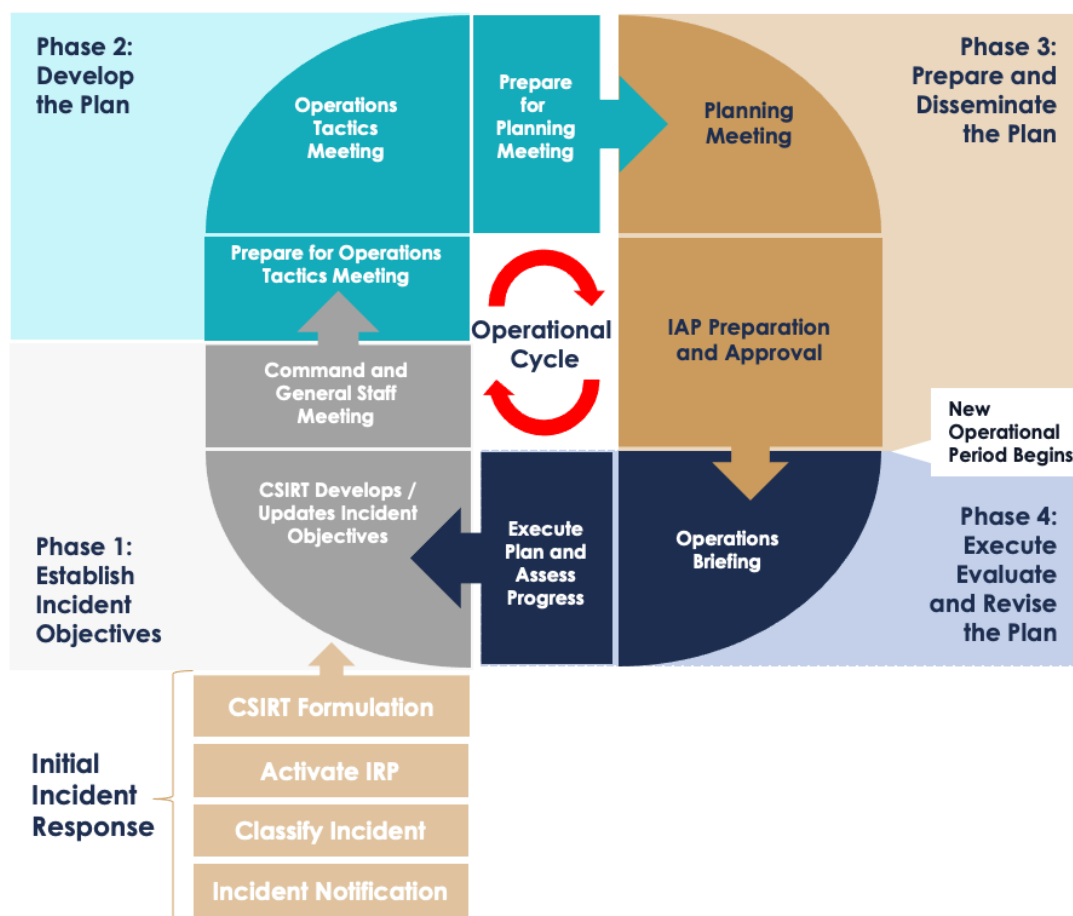 Phase 2:
Develop
the Plan
Operations
Tactics
Meeting
Prepare
for
Planning
Meeting
Planning
Meeting
Phase 3:
Prepare and
Disseminate
the Plan
Prepare for Operations
Tactics Meeting
Operational
Cycle
IAP Preparation
and Approval
Command and
General Staff
Meeting
New
Operational
Period Begins
Phase 1:
Establish
Incident
Objectives
CSIRT Develops /
Updates Incident
Objectives
Execute
Plan and
Assess
Progress
Operations
Briefing
Phase 4:
Execute
Evaluate
and Revise
the Plan
Initial
Incident
Response
CSIRT Formulation
Activate IRP
Classify Incident
Incident Notification